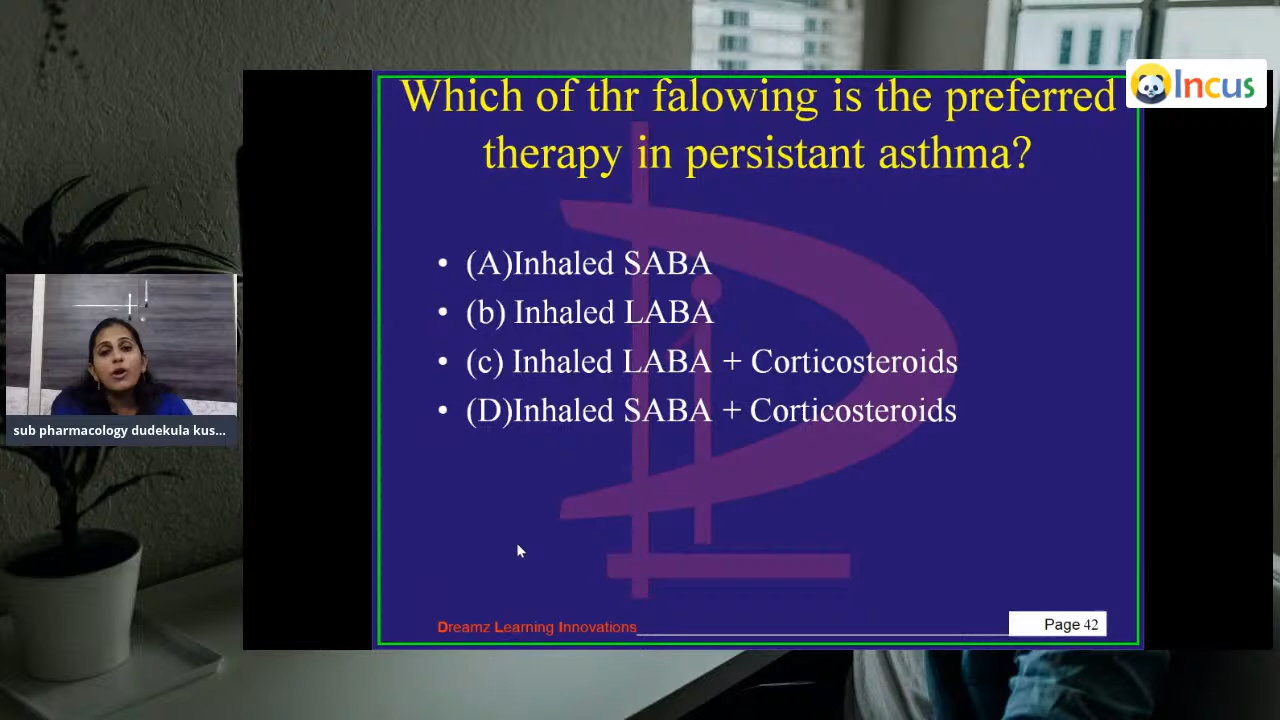 Which of thr falowing is the preferred
therapy in persistant asthma?
Incus
• (A)Inhaled SABA
• (b) Inhaled LABA
• (c) Inhaled LABA + Corticosteroids
• (D)Inhaled SABA + Corticosteroids
sub pharmacology dudekula kus...
Dreamz Learning Innovations
Page 42